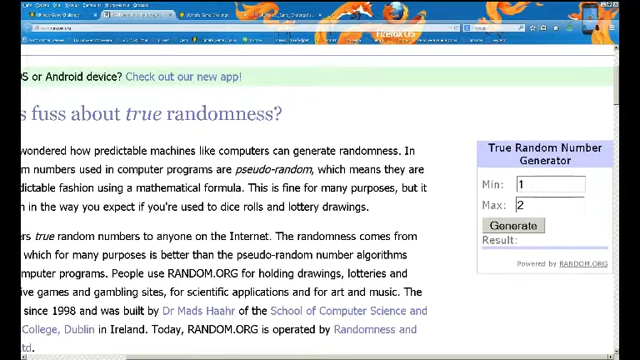 Firefox OS
OS or Android device? Check out our new app!
s fuss about true randomness?
wondered how predictable machines like computers can generate randomness. In
m numbers used in computer programs are pseudo-random, which means they are
dictable fashion using a mathematical formula. This is fine for many purposes, but it
m in the way you expect if you're used to dice rolls and lottery drawings.
ers true random numbers to anyone on the Internet. The randomness comes from
which for many purposes is better than the pseudo-random number algorithms
mputer programs. People use RANDOM.ORG for holding drawings, lotteries and
ive games and gambling sites, for scientific applications and for art and music. The
since 1998 and was built by Dr Mads Haahr of the School of Computer Science and
College, Dublin in Ireland. Today, RANDOM.ORG is operated by Randomness and
td.
True Random Number
Generator
Min: 1
Max: 2
Generate
Result:
Powered by RANDOM.ORG